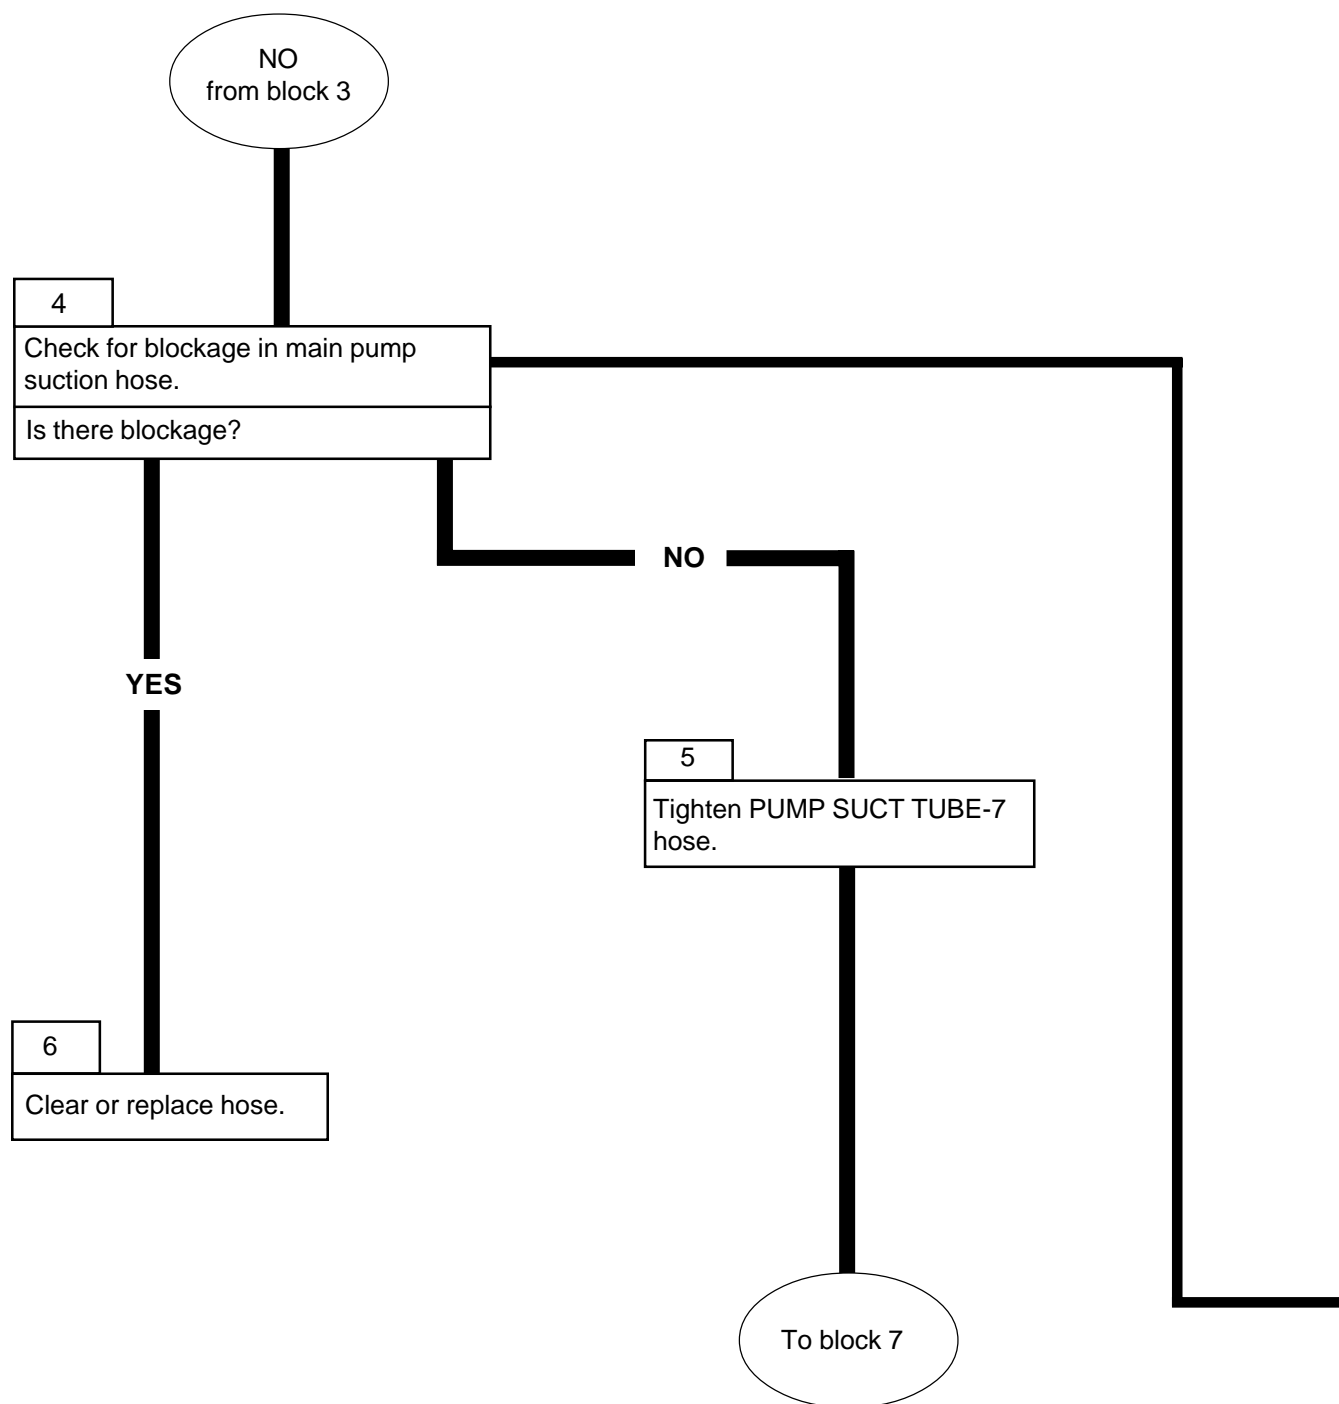 NO
from block 3
4
Check for blockage in main pump
suction hose.
Is there blockage?
NO
YES
5
Tighten PUMP SUCT TUBE-7
hose.
6
Clear or replace hose.
To block 7